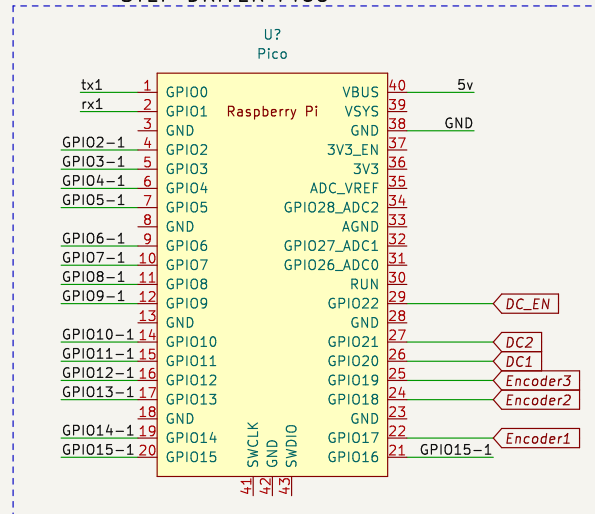 U?
Pico
Raspberry Pi
tx1 1 GPIO0
rx1 2 GPIO1
3 GND
GPIO2-1 4 GPIO2
GPIO3-1 5 GPIO3
GPIO4-1 6 GPIO4
GPIO5-1 7 GPIO5
8 GND
GPIO6-1 9 GPIO6
GPIO7-1 10 GPIO7
GPIO8-1 11 GPIO8
GPIO9-1 12 GPIO9
13 GND
GPIO10-1 14 GPIO10
GPIO11-1 15 GPIO11
GPIO12-1 16 GPIO12
GPIO13-1 17 GPIO13
18 GND
GPIO14-1 19 GPIO14
GPIO15-1 20 GPIO15
VBUS 40 5v
VSYS 39
GND 38 GND
3V3_EN 37
3V3 36
ADC_VREF 35
GPIO28_ADC2 34
AGND 33
GPIO27_ADC1 32
GPIO26_ADC0 31
RUN 30
GPIO22 29 DC_EN
GND 28
GPIO21 27 DC2
GPIO20 26 DC1
GPIO19 25 Encoder3
GPIO18 24 Encoder2
GND 23
GPIO17 22 Encoder1
GPIO16 21 GPIO15-1
SWCLK 41
GND 42
SWDIO 43